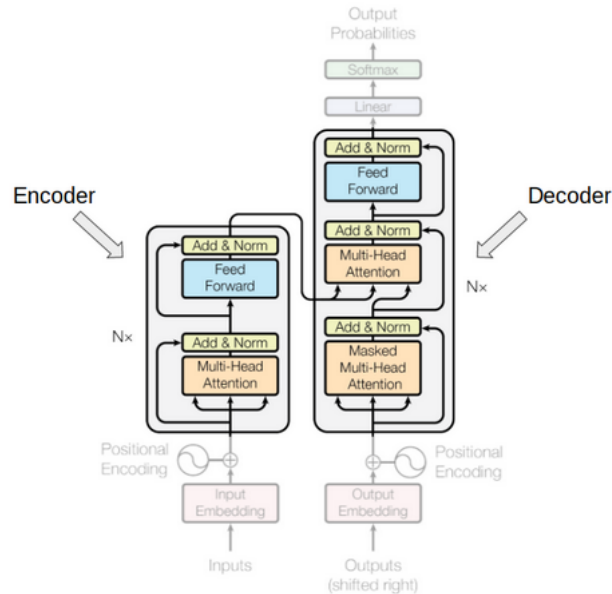 Output
Probabilities
Softmax
Linear
Encoder
Decoder
Add & Norm
Feed
Forward
Add & Norm
Multi-Head
Attention
Add & Norm
Masked
Multi-Head
Attention
N×
Add & Norm
Feed
Forward
Add & Norm
Multi-Head
Attention
N×
Positional
Encoding
Positional
Encoding
Input
Embedding
Output
Embedding
Inputs
Outputs
(shifted right)